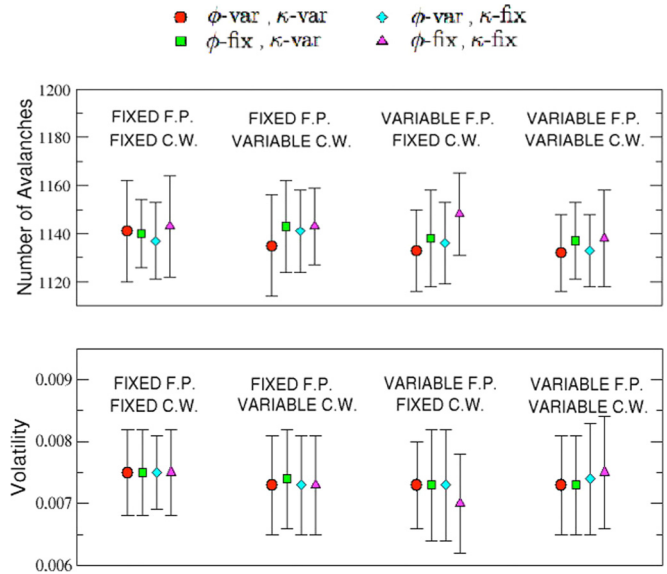 ϕ-var , κ-var ϕ-var , κ-fix
ϕ-fix , κ-var ϕ-fix , κ-fix
Number of Avalanches
1200
1180
1160
1140
1120
FIXED F.P. FIXED F.P. VARIABLE F.P. VARIABLE F.P.
FIXED C.W. VARIABLE C.W. FIXED C.W. VARIABLE C.W.
Volatility
0.009
0.008
0.007
0.006
FIXED F.P. FIXED F.P. VARIABLE F.P. VARIABLE F.P.
FIXED C.W. VARIABLE C.W. FIXED C.W. VARIABLE C.W.